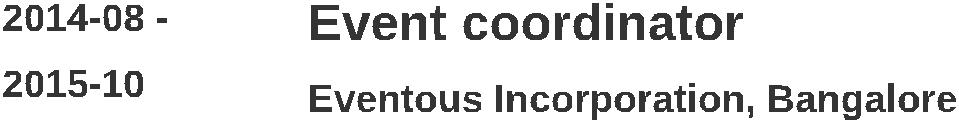 2014-08 -
2015-10
Event coordinator
Eventous Incorporation, Bangalore